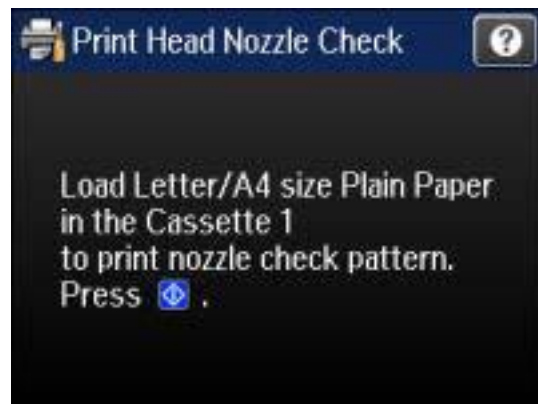 Print Head Nozzle Check
?
Load Letter/A4 size Plain Paper
in the Cassette 1
to print nozzle check pattern.
Press .